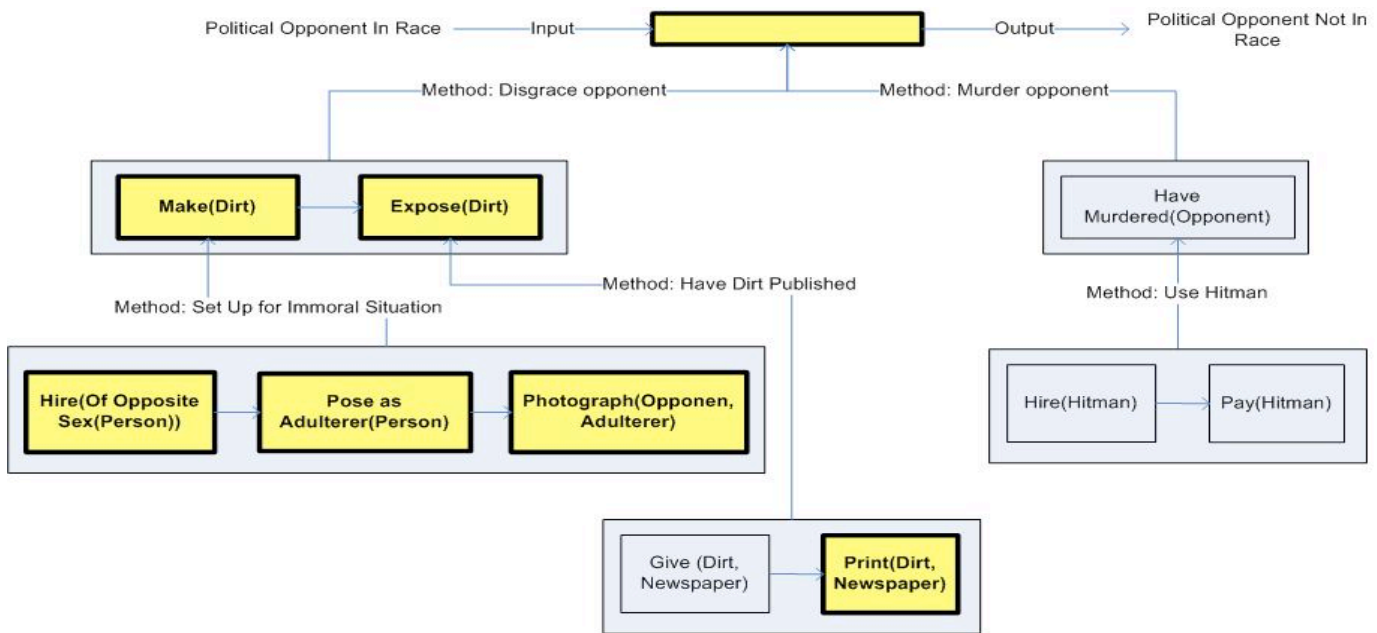 Political Opponent In Race
Input
Output
Political Opponent Not In
Race
Method: Disgrace opponent
Method: Murder opponent
Make(Dirt)
Expose(Dirt)
Have
Murdered(Opponent)
Method: Set Up for Immoral Situation
Method: Have Dirt Published
Method: Use Hitman
Hire(Of Opposite
Sex(Person))
Pose as
Adulterer(Person)
Photograph(Opponen,
Adulterer)
Hire(Hitman)
Pay(Hitman)
Give (Dirt,
Newspaper)
Print(Dirt,
Newspaper)